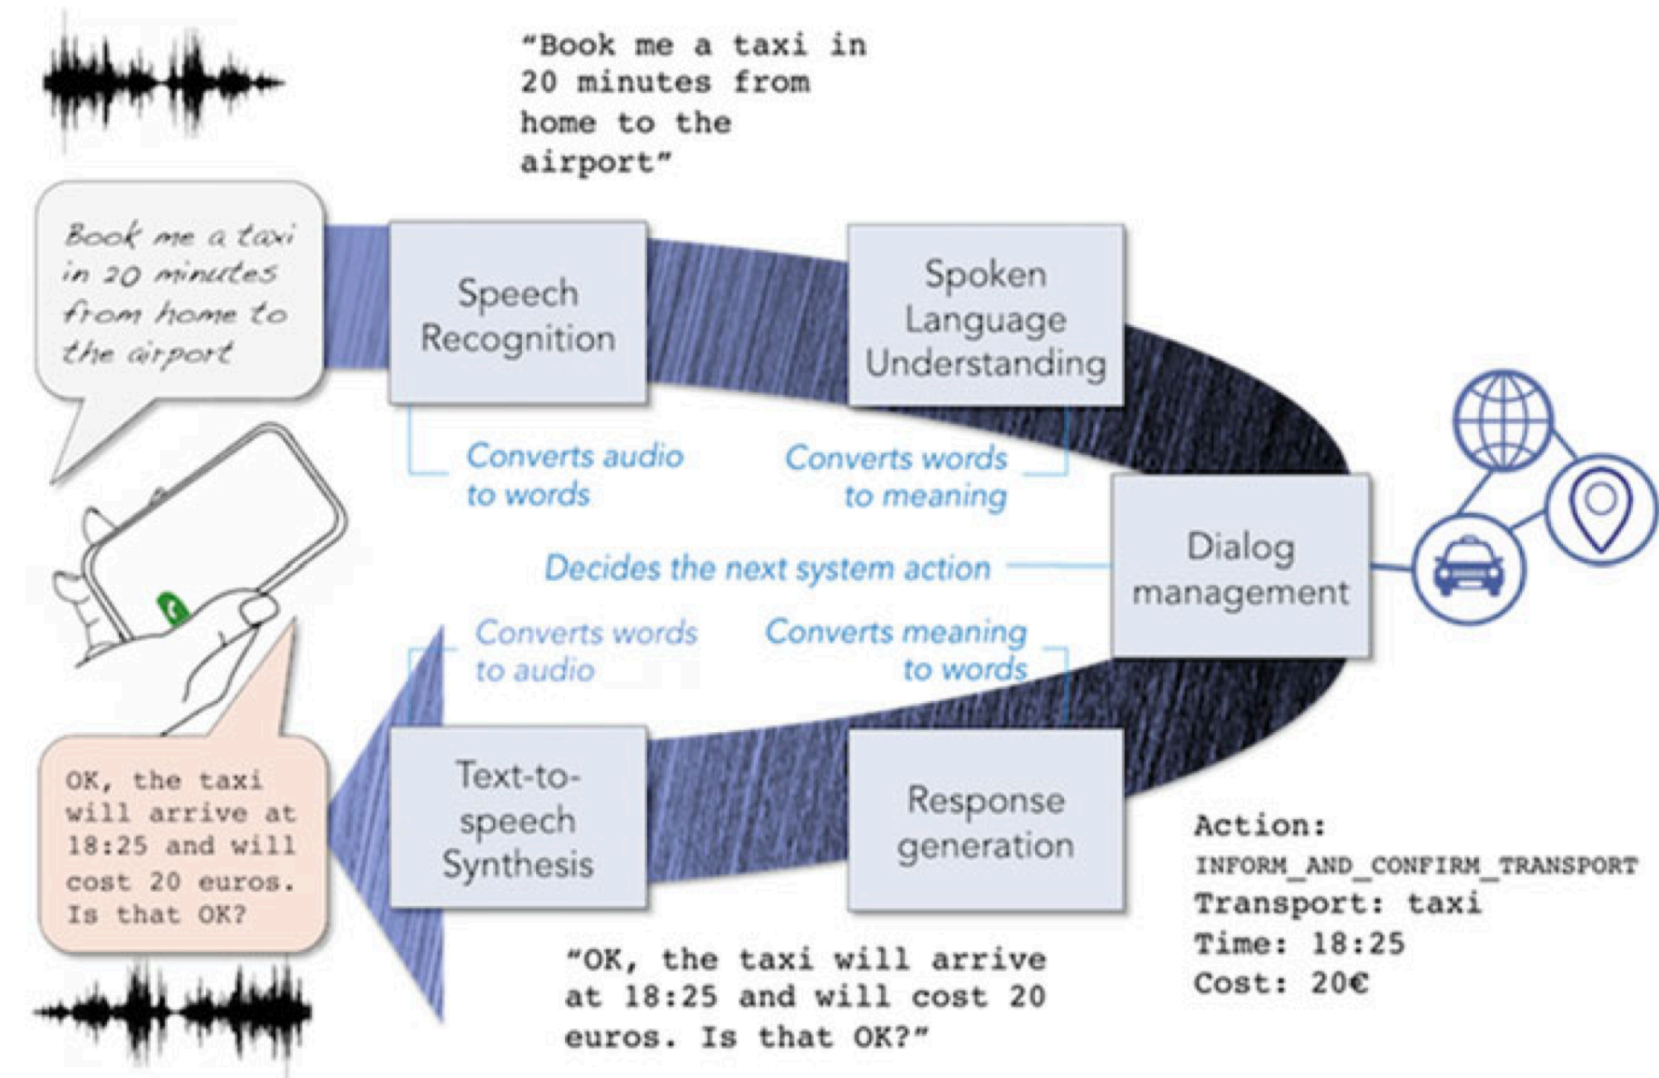 “Book me a taxi in
20 minutes from
home to the
airport”
Book me a taxi
in 20 minutes
from home to
the airport
Speech
Recognition
Spoken
Language
Understanding
Converts audio
to words
Converts words
to meaning
Decides the next system action
Dialog
management
Converts words
to audio
Converts meaning
to words
Text-to-
speech
Synthesis
Response
generation
OK, the taxi
will arrive at
18:25 and will
cost 20 euros.
Is that OK?
Action:
INFORM_AND_CONFIRM_TRANSPORT
Transport: taxi
Time: 18:25
Cost: 20€
“OK, the taxi will arrive
at 18:25 and will cost 20
euros. Is that OK?”